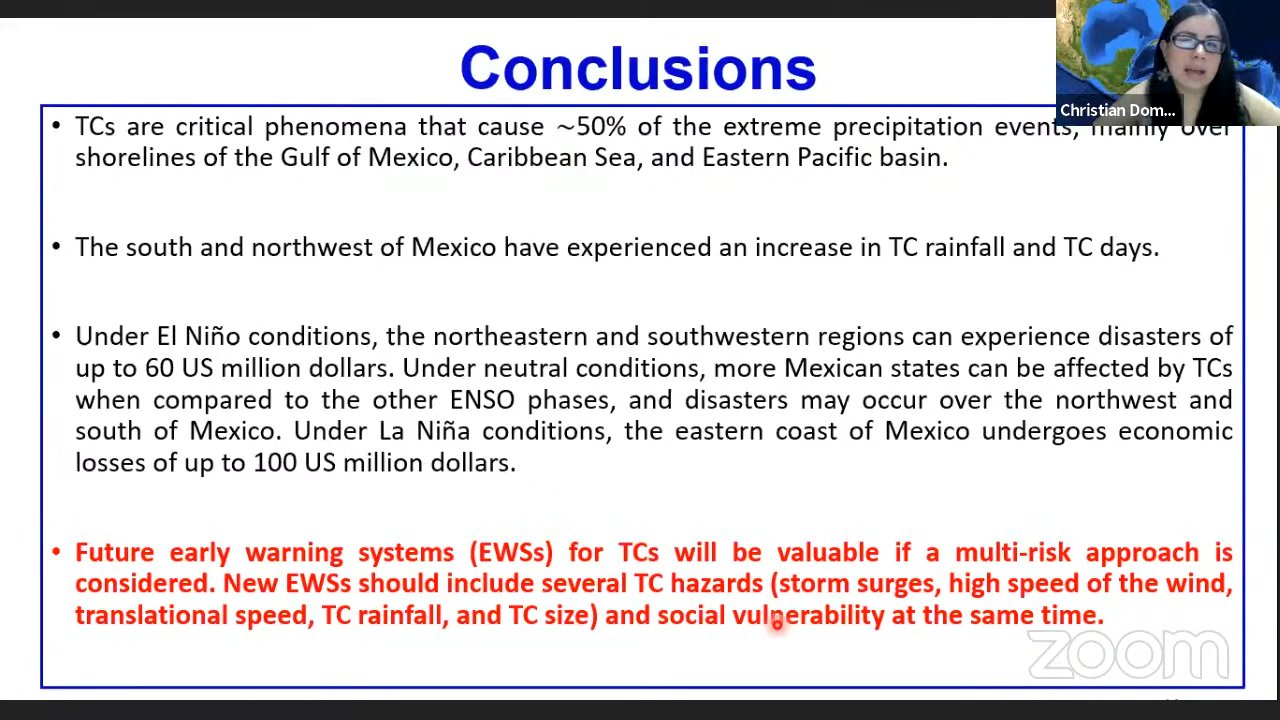 Conclusions
Christian Dom...
• TCs are critical phenomena that cause ~50% of the extreme precipitation events, mainly over
shorelines of the Gulf of Mexico, Caribbean Sea, and Eastern Pacific basin.
• The south and northwest of Mexico have experienced an increase in TC rainfall and TC days.
• Under El Niño conditions, the northeastern and southwestern regions can experience disasters of
up to 60 US million dollars. Under neutral conditions, more Mexican states can be affected by TCs
when compared to the other ENSO phases, and disasters may occur over the northwest and
south of Mexico. Under La Niña conditions, the eastern coast of Mexico undergoes economic
losses of up to 100 US million dollars.
• Future early warning systems (EWSs) for TCs will be valuable if a multi-risk approach is
considered. New EWSs should include several TC hazards (storm surges, high speed of the wind,
translational speed, TC rainfall, and TC size) and social vulnerability at the same time.
zoom